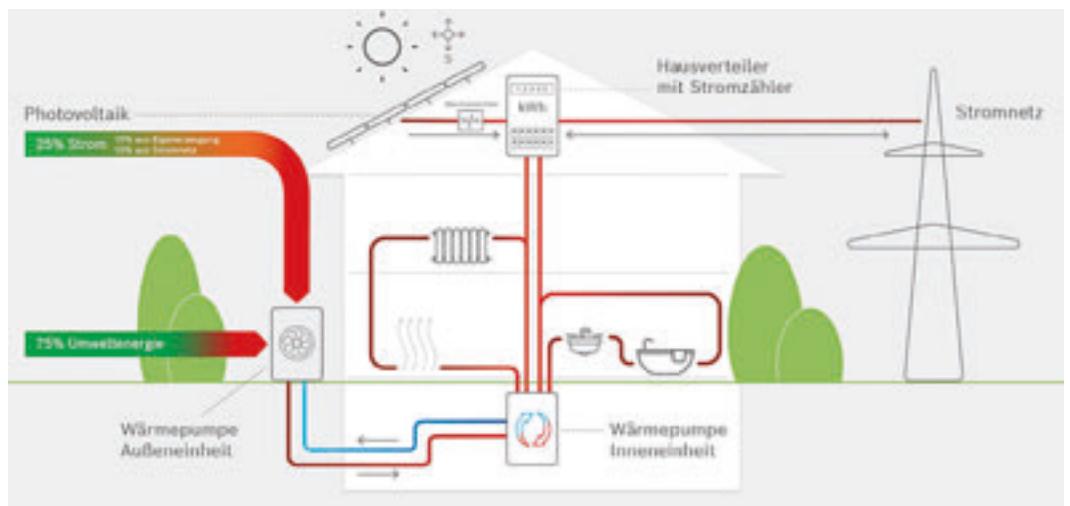 S
Hausverteiler
mit Stromzähler
kWh
Photovoltaik
Stromnetz
25% Strom
75% Umweltenergie
Wärmepumpe
Außeneinheit
Wärmepumpe
Inneneinheit